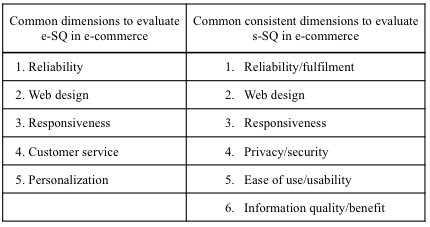 Common dimensions to evaluate
e-SQ in e-commerce
Common consistent dimensions to evaluate
s-SQ in e-commerce
1. Reliability
1. Reliability/fulfilment
2. Web design
2. Web design
3. Responsiveness
3. Responsiveness
4. Customer service
4. Privacy/security
5. Personalization
5. Ease of use/usability
6. Information quality/benefit